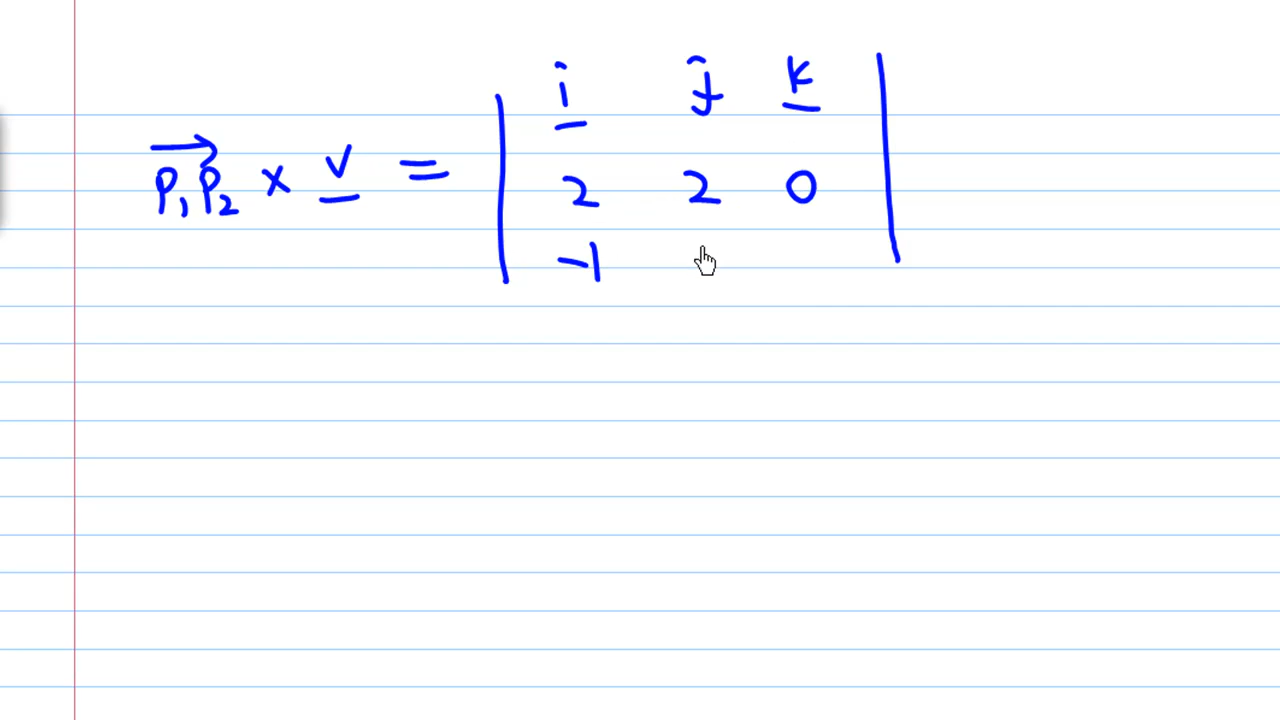 i j k
P₁P₂ × v =
2 2 0
-1